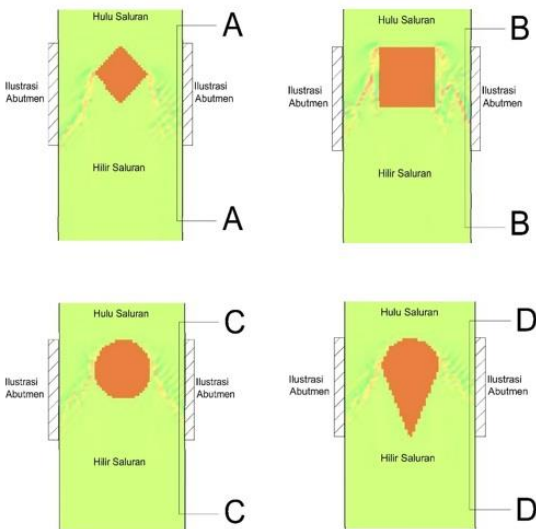 Hulu Saluran
A
Ilustrasi
Abutmen
Ilustrasi
Abutmen
Hilir Saluran
A
Hulu Saluran
B
Ilustrasi
Abutmen
Ilustrasi
Abutmen
Hilir Saluran
B
Hulu Saluran
C
Ilustrasi
Abutmen
Ilustrasi
Abutmen
Hilir Saluran
C
Hulu Saluran
D
Ilustrasi
Abutmen
Ilustrasi
Abutmen
Hilir Saluran
D